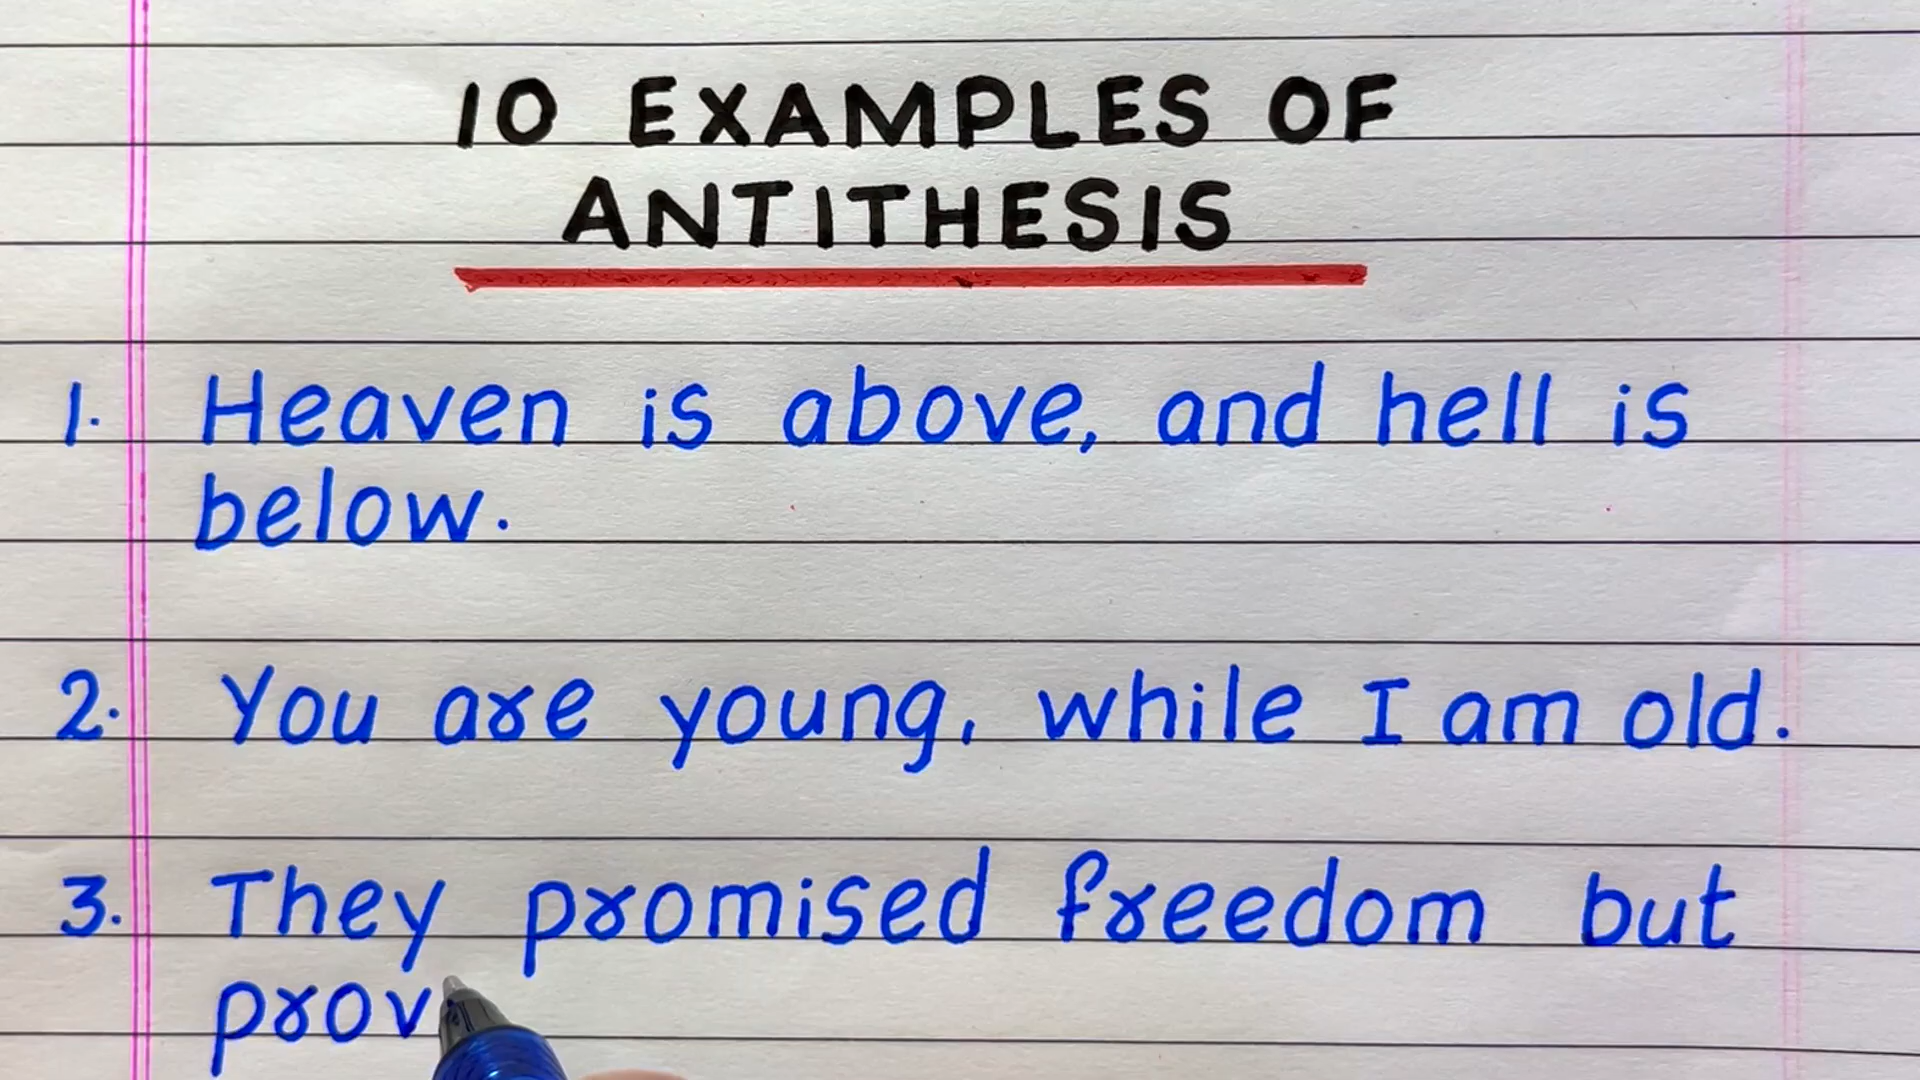 10 EXAMPLES OF
ANTITHESIS
1. Heaven is above, and hell is
below.
2. You are young, while I am old.
3. They promised freedom but
prov